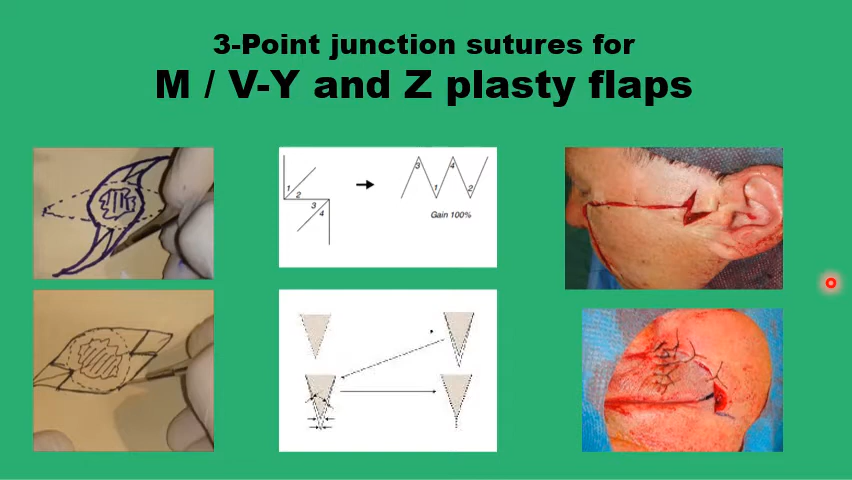 3-Point junction sutures for
M / V-Y and Z plasty flaps
1 2
3 4
3 4
1 2
Gain 100%